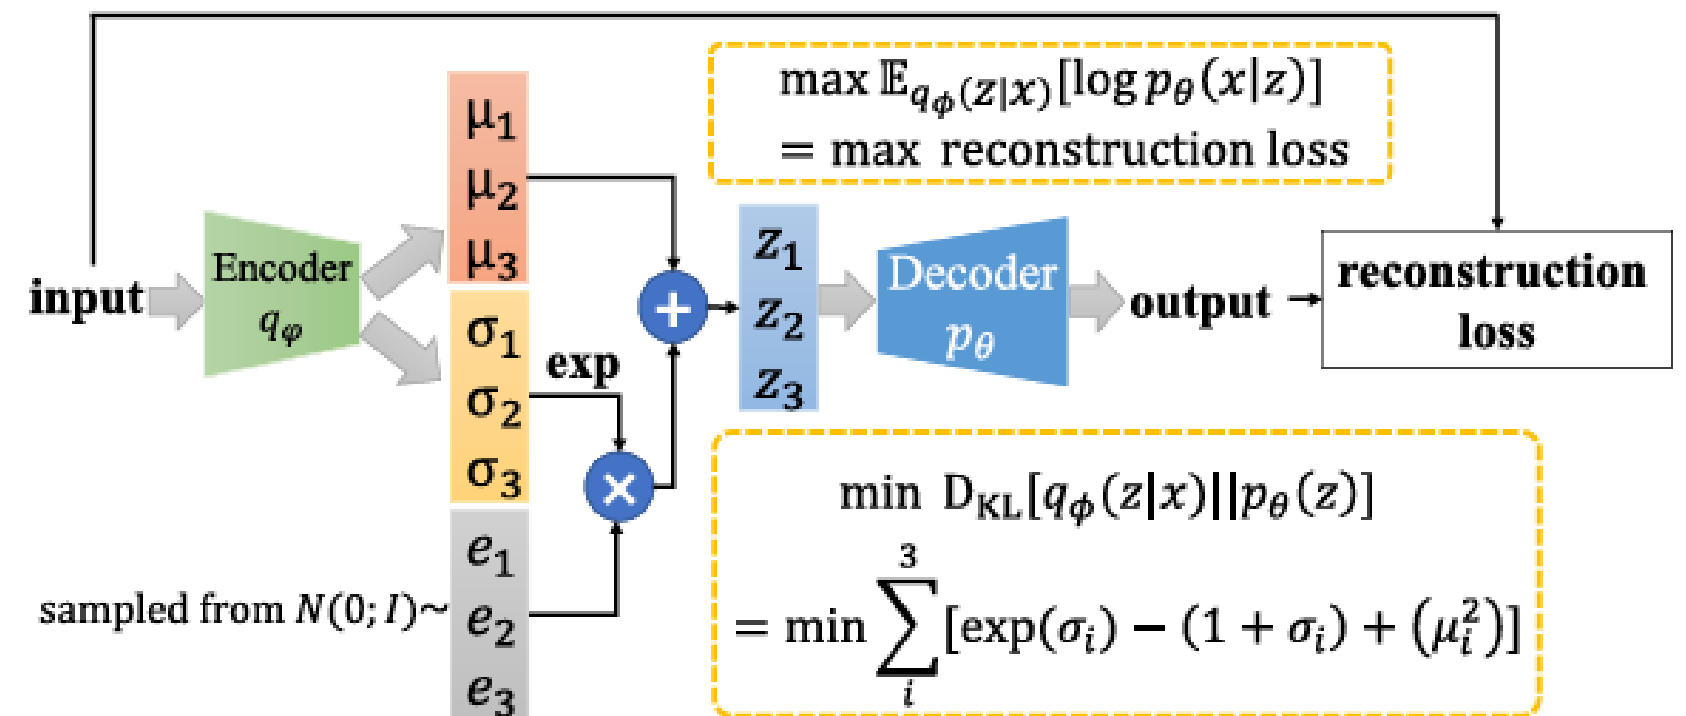 input
Encoder
q_φ
μ₁
μ₂
μ₃
σ₁
σ₂
σ₃
exp
sampled from N(0; I)~
e₁
e₂
e₃
+
×
z₁
z₂
z₃
Decoder
p_θ
output
reconstruction
loss
max 𝔼_{q_ϕ(z|x)}[log p_θ(x|z)]
= max reconstruction loss
min D_KL[q_ϕ(z|x)||p_θ(z)]
= min ∑_i^3 [exp(σ_i) − (1 + σ_i) + (μ_i^2)]